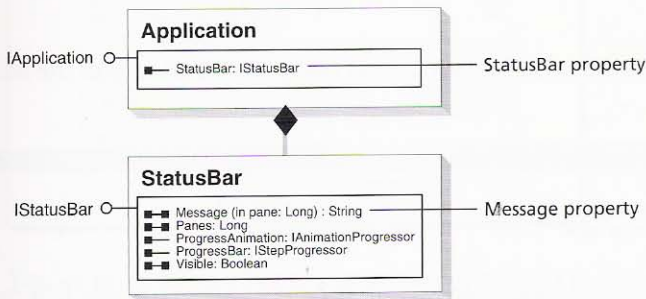 Application
IApplication
StatusBar: IStatusBar
StatusBar property
StatusBar
IStatusBar
Message (in pane: Long) : String
Message property
Panes: Long
ProgressAnimation: IAnimationProgressor
ProgressBar: IStepProgressor
Visible: Boolean